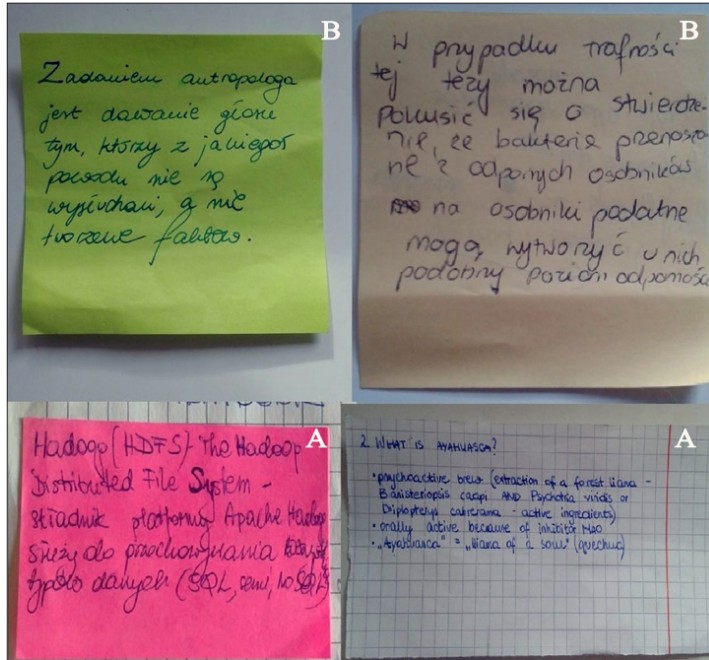 B
Zadaniem antropologa
jest dawanie głosu
tym, którzy z jakiegoś
powodu nie są
wysłuchani, a nie
tworzenie faktów.
B
W przypadku trafności
tej tezy można
pokusić się o stwierdze-
nie, że bakterie przenoszo-
ne z odpornych osobników
na osobniki podatne
mogą wytworzyć u nich
podobny poziom odporności
A
Hadoop (HDFS) - The Hadoop
Distributed File System -
składnik platformy Apache Hadoop
służy do przechowywania
typów danych (SQL, semi, no SQL)
A
2. WHAT IS AYAHUASCA?
• psychoactive brew (extraction of a forest liana -
Banisteriopsis caapi AND Psychotria viridis or
Diplopterys cabrerana - active ingredients)
• orally active because of inhibitor MAO
• „Ayahuasca" = „liana of a soul" (quechua)